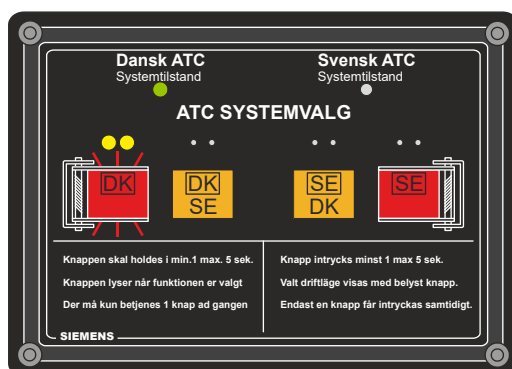 Dansk ATC
Systemtilstand
Svensk ATC
Systemtilstand
ATC SYSTEMVALG
DK
DK
SE
SE
DK
SE
Knappen skal holdes i min.1 max. 5 sek.
Knappen lyser når funktionen er valgt
Der må kun betjenes 1 knap ad gangen
Knapp intrycks minst 1 max 5 sek.
Valt driftläge visas med belyst knapp.
Endast en knapp får intryckas samtidigt.
SIEMENS